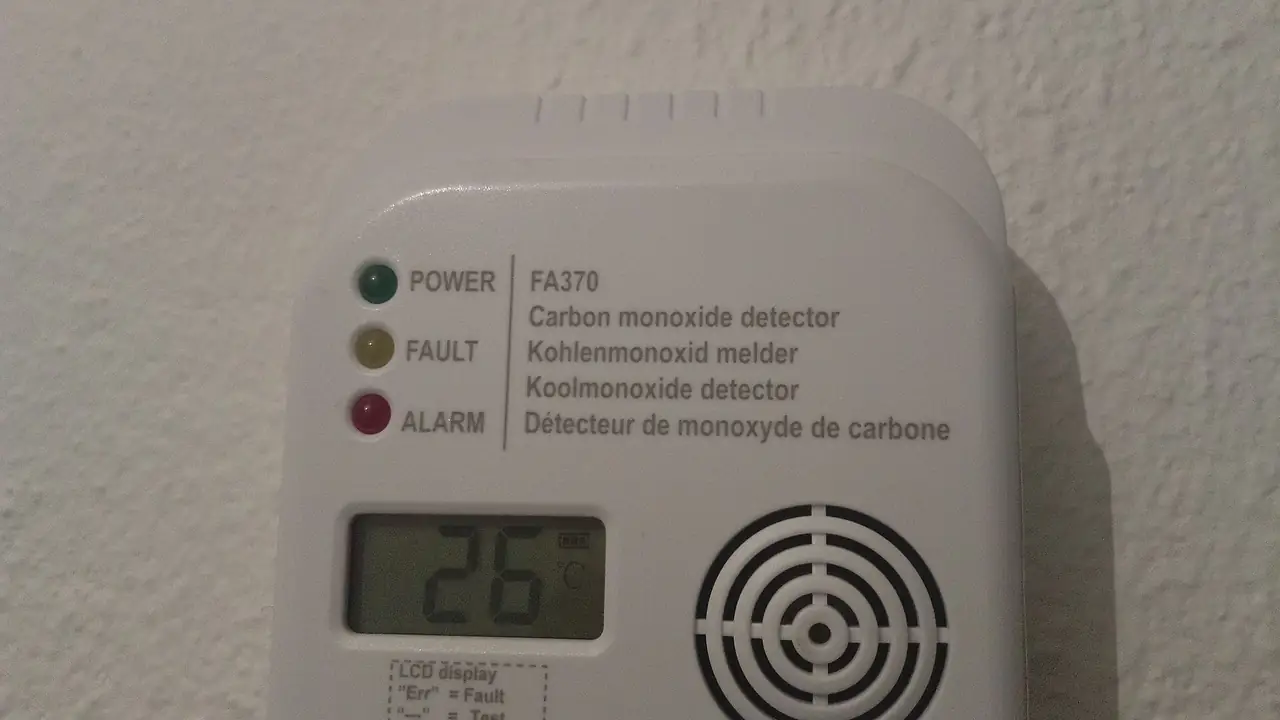 POWER
FAULT
ALARM
FA370
Carbon monoxide detector
Kohlenmonoxid melder
Koolmonoxide detector
Détecteur de monoxyde de carbone
26 °C
LCD display
"Err" = Fault
"---" = Test